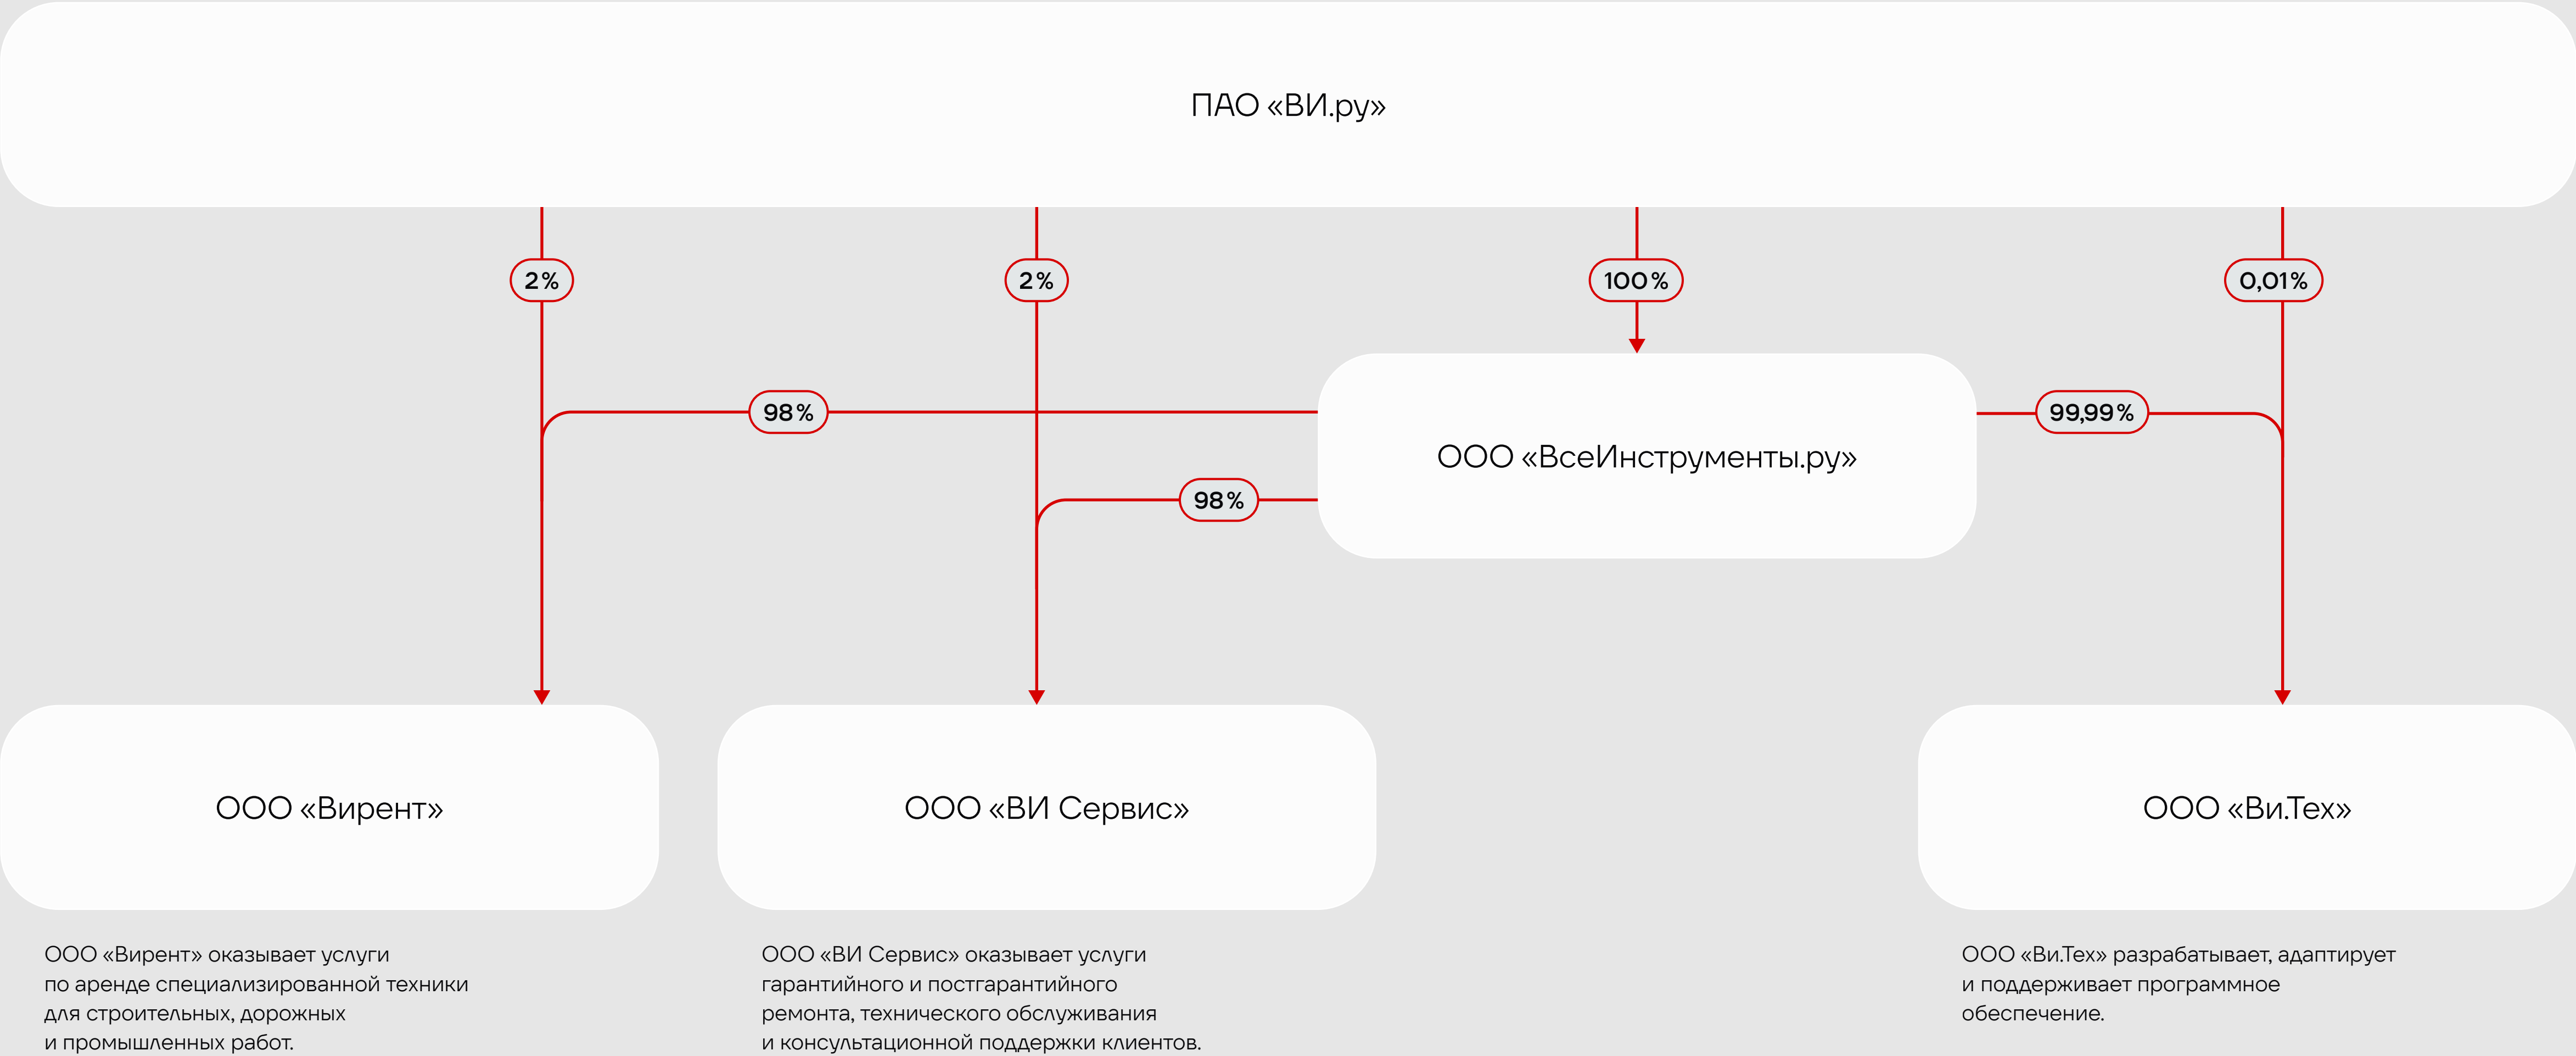 ПАО «ВИ.ру»
2%
2%
100%
0,01%
98%
99,99%
ООО «ВсеИнструменты.ру»
98%
ООО «Вирент»
ООО «ВИ Сервис»
ООО «Ви.Тех»
ООО «Вирент» оказывает услуги
по аренде специализированной техники
для строительных, дорожных
и промышленных работ.
ООО «ВИ Сервис» оказывает услуги
гарантийного и постгарантийного
ремонта, технического обслуживания
и консультационной поддержки клиентов.
ООО «Ви.Тех» разрабатывает, адаптирует
и поддерживает программное
обеспечение.